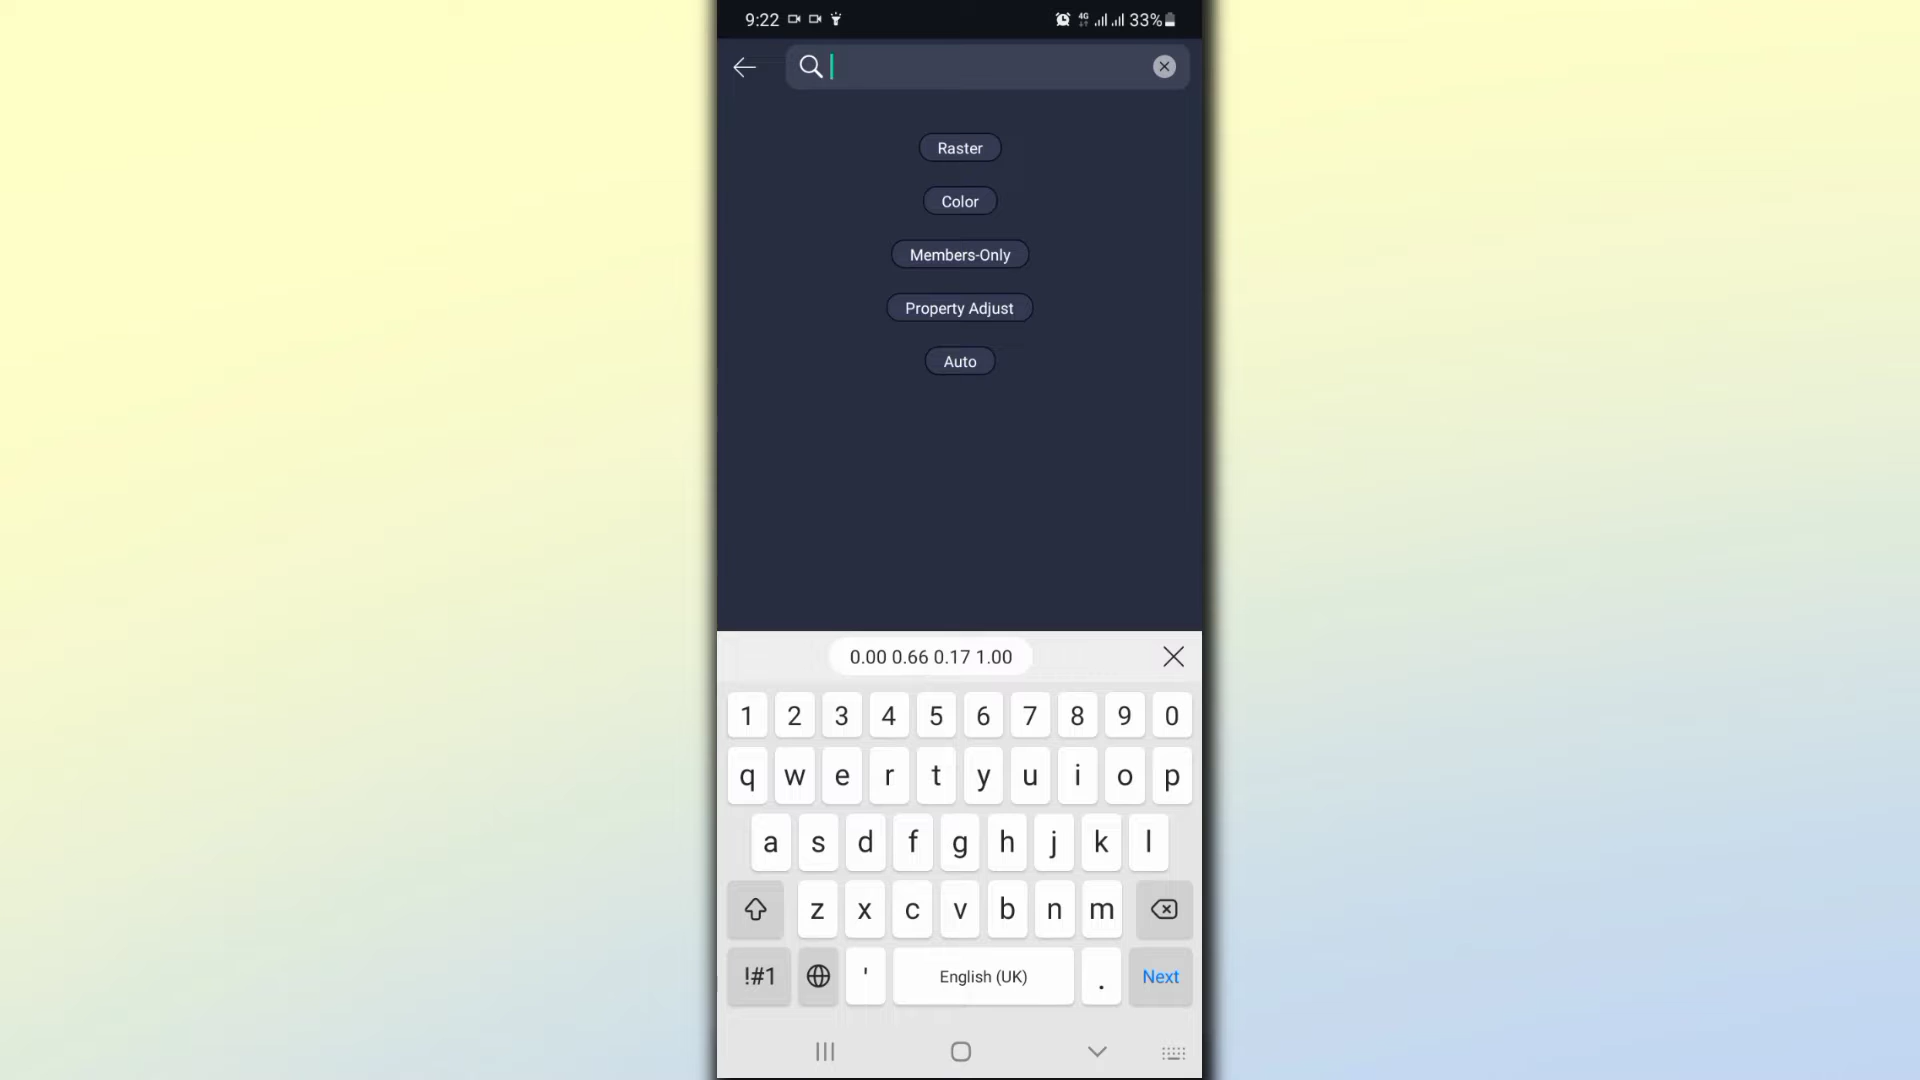 9:22 4G 33%
Raster
Color
Members-Only
Property Adjust
Auto
0.00 0.66 0.17 1.00
1 2 3 4 5 6 7 8 9 0
q w e r t y u i o p
a s d f g h j k l
z x c v b n m
!#1 ' English (UK) . Next